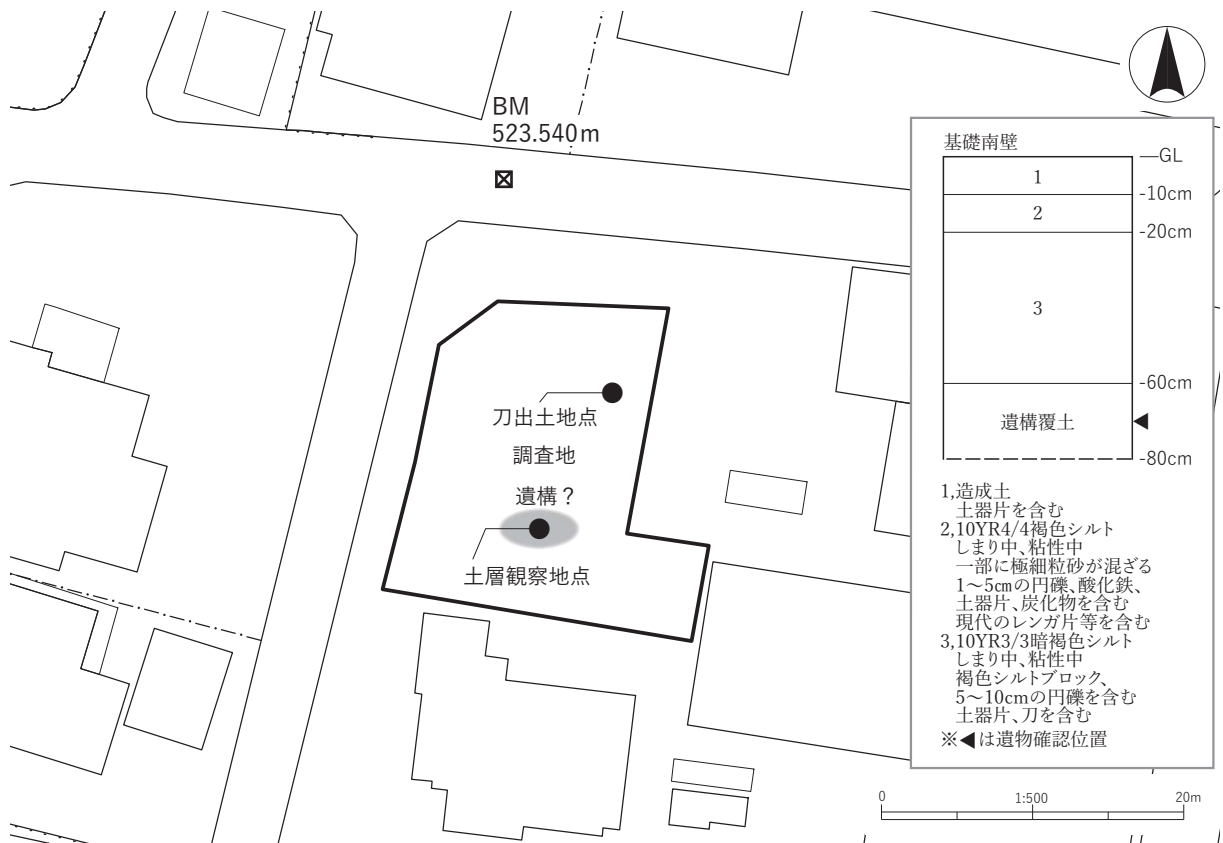 BM
523.540m
刀出土地点
調査地
遺構？
土層観察地点
基礎南壁
GL
1
-10cm
2
-20cm
3
-60cm
遺構覆土
-80cm
1,造成土
土器片を含む
2,10YR4/4褐色シルト
しまり中、粘性中
一部に極細粒砂が混ざる
1～5㎝の円礫、酸化鉄、
土器片、炭化物を含む
現代のレンガ片等を含む
3,10YR3/3暗褐色シルト
しまり中、粘性中
褐色シルトブロック、
5～10cmの円礫を含む
土器片、刀を含む
※◀は遺物確認位置
0 1:500 20m